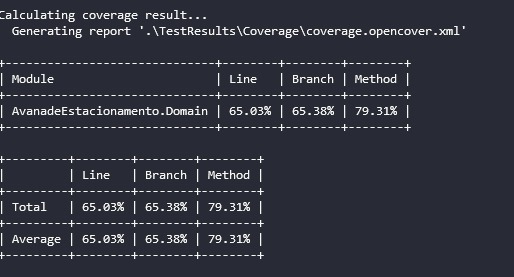 Calculating coverage result...
  Generating report '.\TestResults\Coverage\coverage.opencover.xml'

+--------------------------------+--------+--------+--------+
| Module                         | Line   | Branch | Method |
+--------------------------------+--------+--------+--------+
| AvanadeEstacionamento.Domain | 65.03% | 65.38% | 79.31% |
+--------------------------------+--------+--------+--------+

+---------+--------+--------+--------+
|         | Line   | Branch | Method |
+---------+--------+--------+--------+
| Total   | 65.03% | 65.38% | 79.31% |
+---------+--------+--------+--------+
| Average | 65.03% | 65.38% | 79.31% |
+---------+--------+--------+--------+